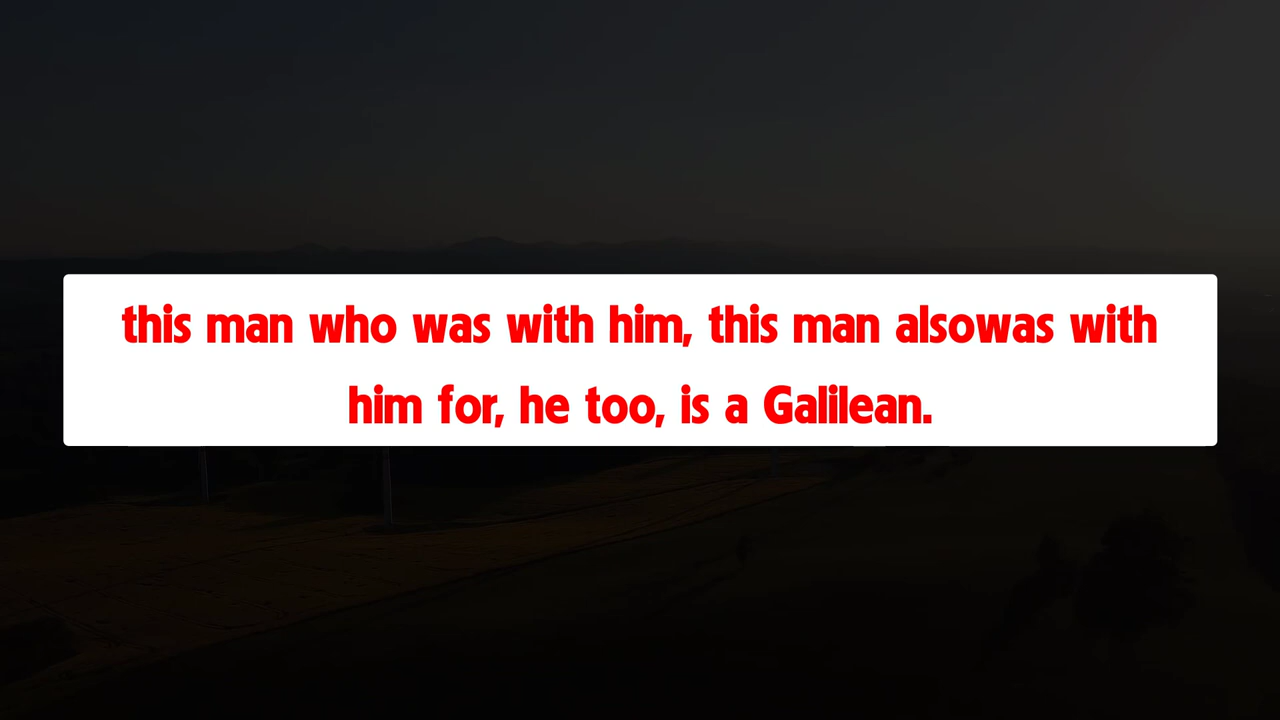 this man who was with him, this man alsowas with
him for, he too, is a Galilean.